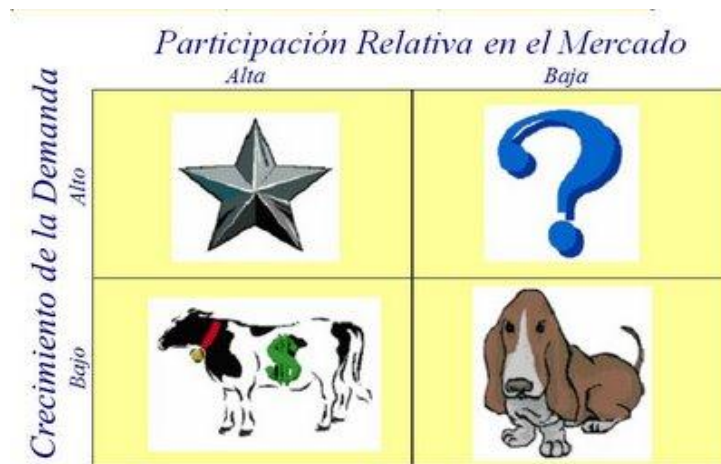 Participación Relativa en el Mercado
Alta
Baja
Crecimiento de la Demanda
Alto
Bajo
$